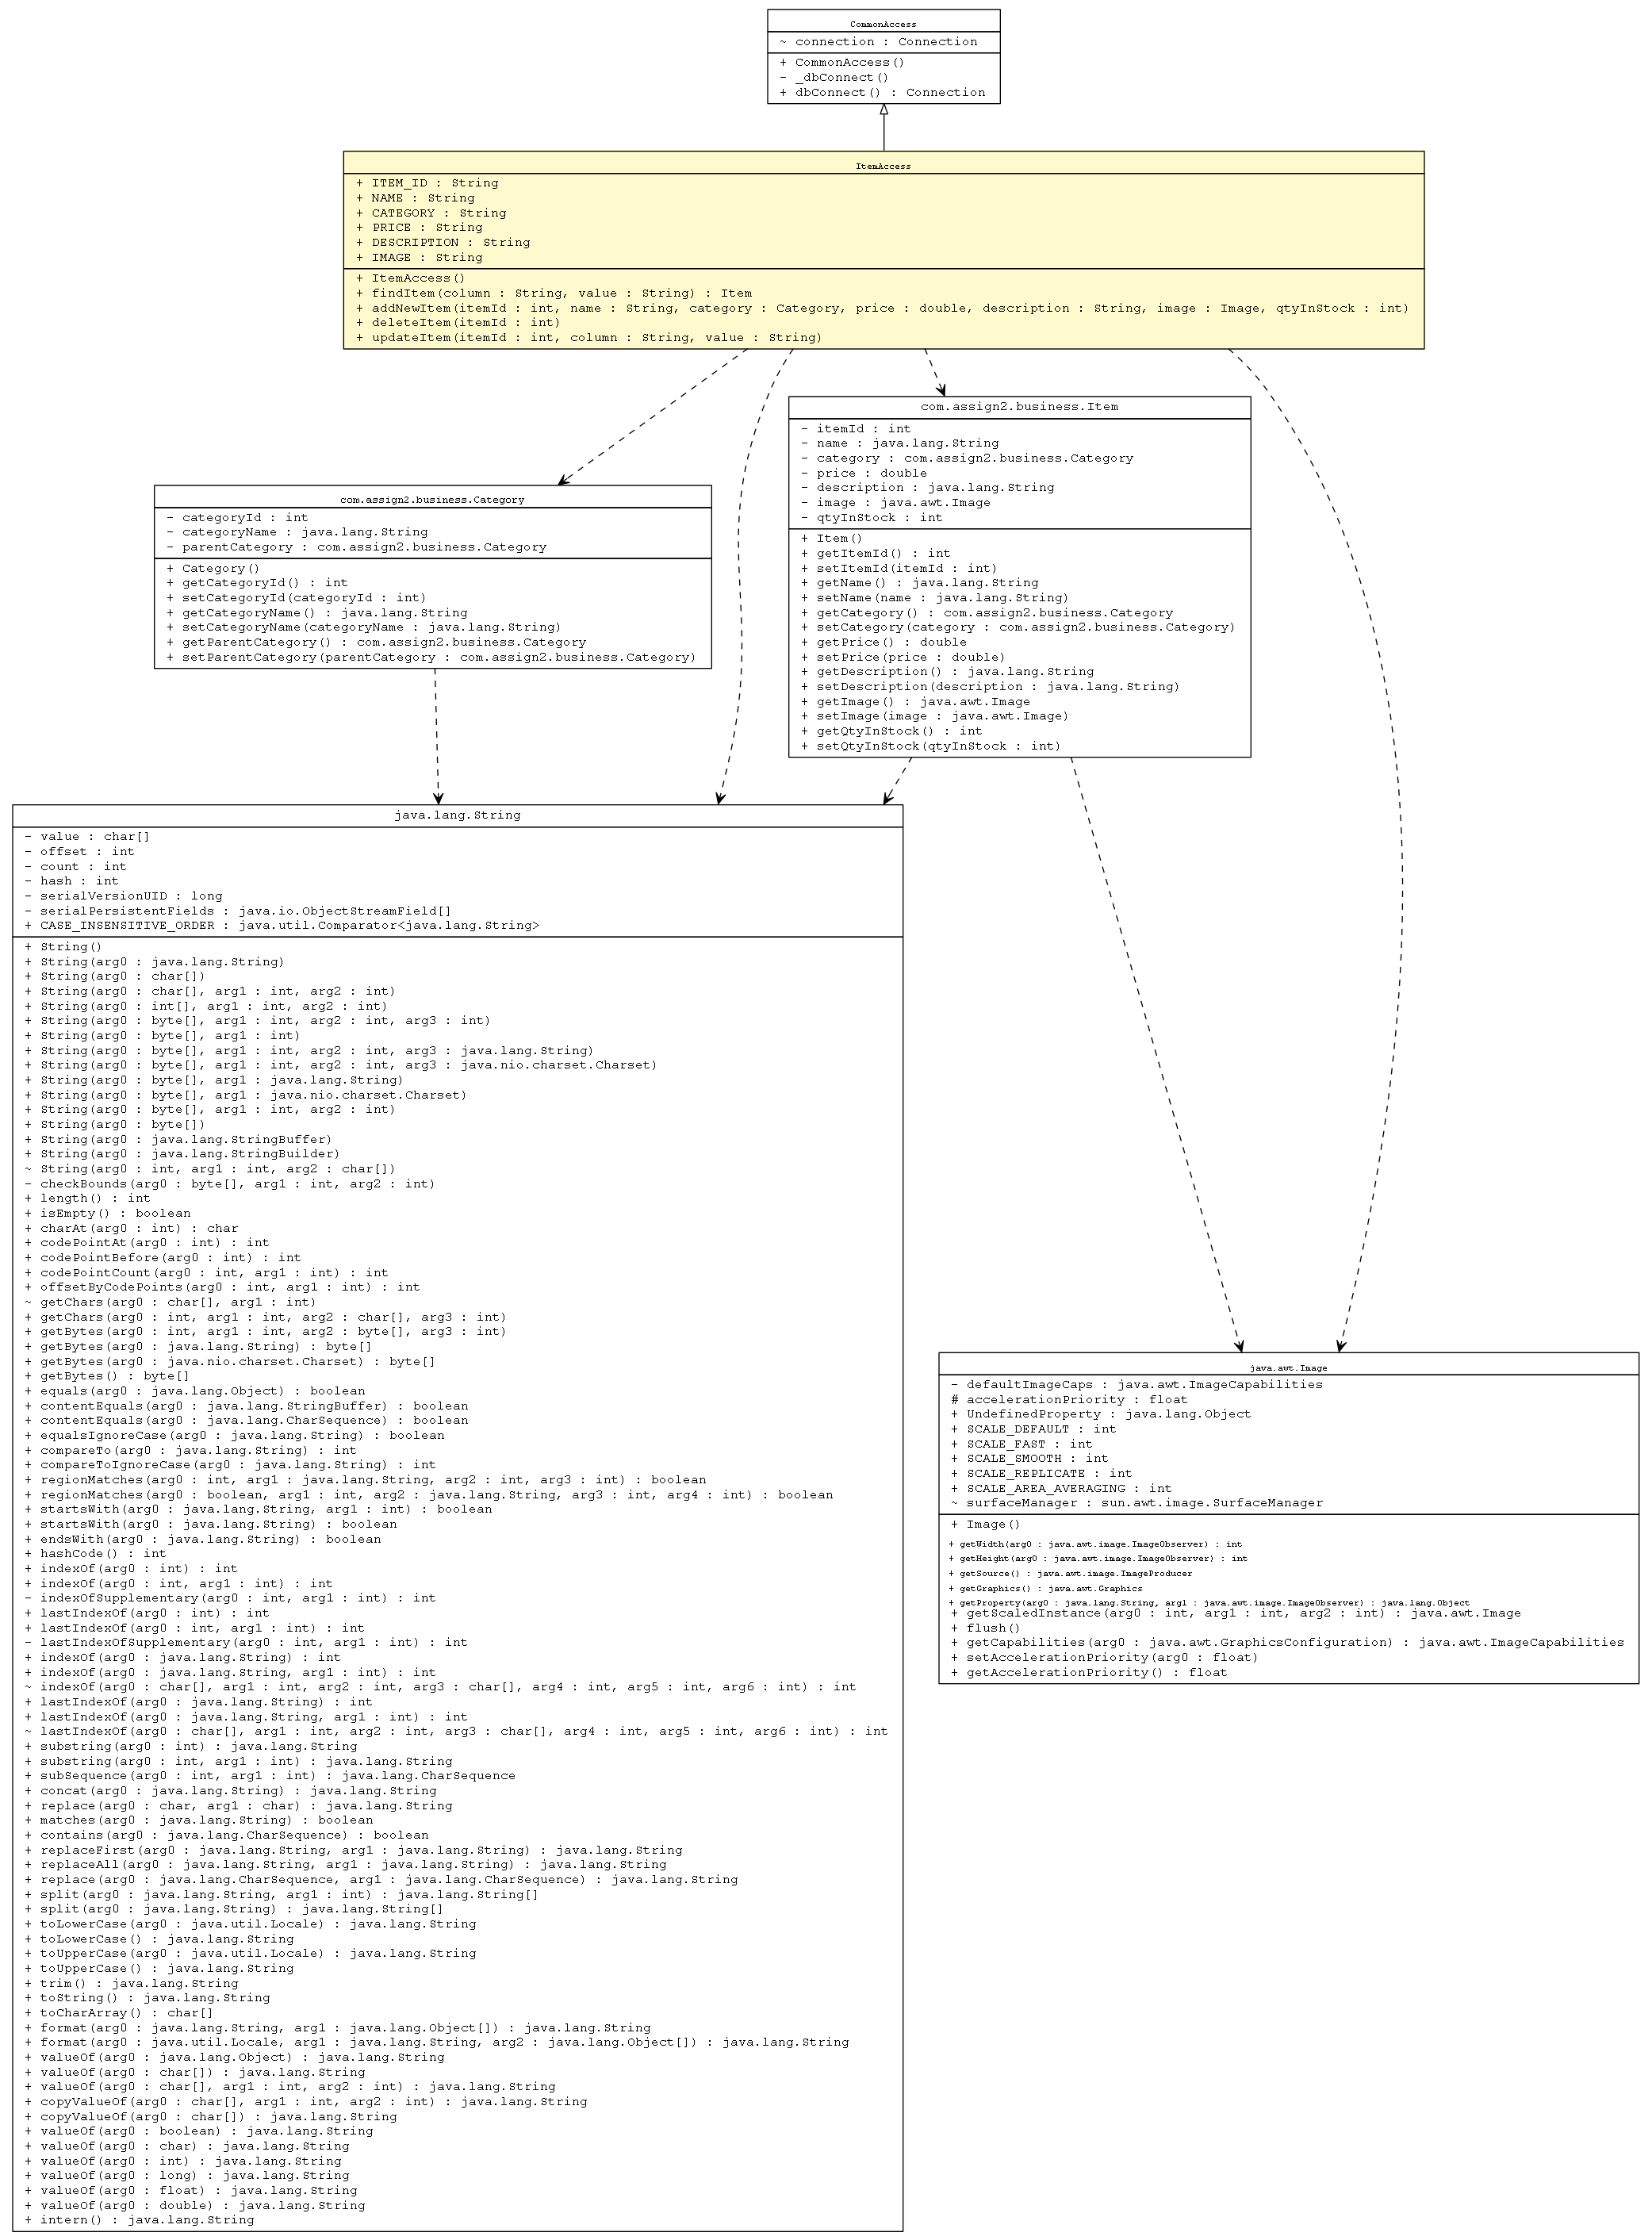 CommonAccess
~ connection : Connection
+ CommonAccess()
- _dbConnect()
+ dbConnect() : Connection
ItemAccess
+ ITEM_ID : String
+ NAME : String
+ CATEGORY : String
+ PRICE : String
+ DESCRIPTION : String
+ IMAGE : String
+ ItemAccess()
+ findItem(column : String, value : String) : Item
+ addNewItem(itemId : int, name : String, category : Category, price : double, description : String, image : Image, qtyInStock : int)
+ deleteItem(itemId : int)
+ updateItem(itemId : int, column : String, value : String)
com.assign2.business.Item
- itemId : int
- name : java.lang.String
- category : com.assign2.business.Category
- price : double
- description : java.lang.String
- image : java.awt.Image
- qtyInStock : int
+ Item()
+ getItemId() : int
+ setItemId(itemId : int)
+ getName() : java.lang.String
+ setName(name : java.lang.String)
+ getCategory() : com.assign2.business.Category
+ setCategory(category : com.assign2.business.Category)
+ getPrice() : double
+ setPrice(price : double)
+ getDescription() : java.lang.String
+ setDescription(description : java.lang.String)
+ getImage() : java.awt.Image
+ setImage(image : java.awt.Image)
+ getQtyInStock() : int
+ setQtyInStock(qtyInStock : int)
com.assign2.business.Category
- categoryId : int
- categoryName : java.lang.String
- parentCategory : com.assign2.business.Category
+ Category()
+ getCategoryId() : int
+ setCategoryId(categoryId : int)
+ getCategoryName() : java.lang.String
+ setCategoryName(categoryName : java.lang.String)
+ getParentCategory() : com.assign2.business.Category
+ setParentCategory(parentCategory : com.assign2.business.Category)
java.lang.String
- value : char[]
- offset : int
- count : int
- hash : int
- serialVersionUID : long
- serialPersistentFields : java.io.ObjectStreamField[]
+ CASE_INSENSITIVE_ORDER : java.util.Comparator<java.lang.String>
+ String()
+ String(arg0 : java.lang.String)
+ String(arg0 : char[])
+ String(arg0 : char[], arg1 : int, arg2 : int)
+ String(arg0 : int[], arg1 : int, arg2 : int)
+ String(arg0 : byte[], arg1 : int, arg2 : int, arg3 : int)
+ String(arg0 : byte[], arg1 : int)
+ String(arg0 : byte[], arg1 : int, arg2 : int, arg3 : java.lang.String)
+ String(arg0 : byte[], arg1 : int, arg2 : int, arg3 : java.nio.charset.Charset)
+ String(arg0 : byte[], arg1 : java.lang.String)
+ String(arg0 : byte[], arg1 : java.nio.charset.Charset)
+ String(arg0 : byte[], arg1 : int, arg2 : int)
+ String(arg0 : byte[])
+ String(arg0 : java.lang.StringBuffer)
+ String(arg0 : java.lang.StringBuilder)
~ String(arg0 : int, arg1 : int, arg2 : char[])
- checkBounds(arg0 : byte[], arg1 : int, arg2 : int)
+ length() : int
+ isEmpty() : boolean
+ charAt(arg0 : int) : char
+ codePointAt(arg0 : int) : int
+ codePointBefore(arg0 : int) : int
+ codePointCount(arg0 : int, arg1 : int) : int
+ offsetByCodePoints(arg0 : int, arg1 : int) : int
~ getChars(arg0 : char[], arg1 : int)
+ getChars(arg0 : int, arg1 : int, arg2 : char[], arg3 : int)
+ getBytes(arg0 : int, arg1 : int, arg2 : byte[], arg3 : int)
+ getBytes(arg0 : java.lang.String) : byte[]
+ getBytes(arg0 : java.nio.charset.Charset) : byte[]
+ getBytes() : byte[]
+ equals(arg0 : java.lang.Object) : boolean
+ contentEquals(arg0 : java.lang.StringBuffer) : boolean
+ contentEquals(arg0 : java.lang.CharSequence) : boolean
+ equalsIgnoreCase(arg0 : java.lang.String) : boolean
+ compareTo(arg0 : java.lang.String) : int
+ compareToIgnoreCase(arg0 : java.lang.String) : int
+ regionMatches(arg0 : int, arg1 : java.lang.String, arg2 : int, arg3 : int) : boolean
+ regionMatches(arg0 : boolean, arg1 : int, arg2 : java.lang.String, arg3 : int, arg4 : int) : boolean
+ startsWith(arg0 : java.lang.String, arg1 : int) : boolean
+ startsWith(arg0 : java.lang.String) : boolean
+ endsWith(arg0 : java.lang.String) : boolean
+ hashCode() : int
+ indexOf(arg0 : int) : int
+ indexOf(arg0 : int, arg1 : int) : int
- indexOfSupplementary(arg0 : int, arg1 : int) : int
+ lastIndexOf(arg0 : int) : int
+ lastIndexOf(arg0 : int, arg1 : int) : int
- lastIndexOfSupplementary(arg0 : int, arg1 : int) : int
+ indexOf(arg0 : java.lang.String) : int
+ indexOf(arg0 : java.lang.String, arg1 : int) : int
~ indexOf(arg0 : char[], arg1 : int, arg2 : int, arg3 : char[], arg4 : int, arg5 : int, arg6 : int) : int
+ lastIndexOf(arg0 : java.lang.String) : int
+ lastIndexOf(arg0 : java.lang.String, arg1 : int) : int
~ lastIndexOf(arg0 : char[], arg1 : int, arg2 : int, arg3 : char[], arg4 : int, arg5 : int, arg6 : int) : int
+ substring(arg0 : int) : java.lang.String
+ substring(arg0 : int, arg1 : int) : java.lang.String
+ subSequence(arg0 : int, arg1 : int) : java.lang.CharSequence
+ concat(arg0 : java.lang.String) : java.lang.String
+ replace(arg0 : char, arg1 : char) : java.lang.String
+ matches(arg0 : java.lang.String) : boolean
+ contains(arg0 : java.lang.CharSequence) : boolean
+ replaceFirst(arg0 : java.lang.String, arg1 : java.lang.String) : java.lang.String
+ replaceAll(arg0 : java.lang.String, arg1 : java.lang.String) : java.lang.String
+ replace(arg0 : java.lang.CharSequence, arg1 : java.lang.CharSequence) : java.lang.String
+ split(arg0 : java.lang.String, arg1 : int) : java.lang.String[]
+ split(arg0 : java.lang.String) : java.lang.String[]
+ toLowerCase(arg0 : java.util.Locale) : java.lang.String
+ toLowerCase() : java.lang.String
+ toUpperCase(arg0 : java.util.Locale) : java.lang.String
+ toUpperCase() : java.lang.String
+ trim() : java.lang.String
+ toString() : java.lang.String
+ toCharArray() : char[]
+ format(arg0 : java.lang.String, arg1 : java.lang.Object[]) : java.lang.String
+ format(arg0 : java.util.Locale, arg1 : java.lang.String, arg2 : java.lang.Object[]) : java.lang.String
+ valueOf(arg0 : java.lang.Object) : java.lang.String
+ valueOf(arg0 : char[]) : java.lang.String
+ valueOf(arg0 : char[], arg1 : int, arg2 : int) : java.lang.String
+ copyValueOf(arg0 : char[], arg1 : int, arg2 : int) : java.lang.String
+ copyValueOf(arg0 : char[]) : java.lang.String
+ valueOf(arg0 : boolean) : java.lang.String
+ valueOf(arg0 : char) : java.lang.String
+ valueOf(arg0 : int) : java.lang.String
+ valueOf(arg0 : long) : java.lang.String
+ valueOf(arg0 : float) : java.lang.String
+ valueOf(arg0 : double) : java.lang.String
+ intern() : java.lang.String
java.awt.Image
- defaultImageCaps : java.awt.ImageCapabilities
# accelerationPriority : float
+ UndefinedProperty : java.lang.Object
+ SCALE_DEFAULT : int
+ SCALE_FAST : int
+ SCALE_SMOOTH : int
+ SCALE_REPLICATE : int
+ SCALE_AREA_AVERAGING : int
~ surfaceManager : sun.awt.image.SurfaceManager
+ Image()
+ getWidth(arg0 : java.awt.image.ImageObserver) : int
+ getHeight(arg0 : java.awt.image.ImageObserver) : int
+ getSource() : java.awt.image.ImageProducer
+ getGraphics() : java.awt.Graphics
+ getProperty(arg0 : java.lang.String, arg1 : java.awt.image.ImageObserver) : java.lang.Object
+ getScaledInstance(arg0 : int, arg1 : int, arg2 : int) : java.awt.Image
+ flush()
+ getCapabilities(arg0 : java.awt.GraphicsConfiguration) : java.awt.ImageCapabilities
+ setAccelerationPriority(arg0 : float)
+ getAccelerationPriority() : float